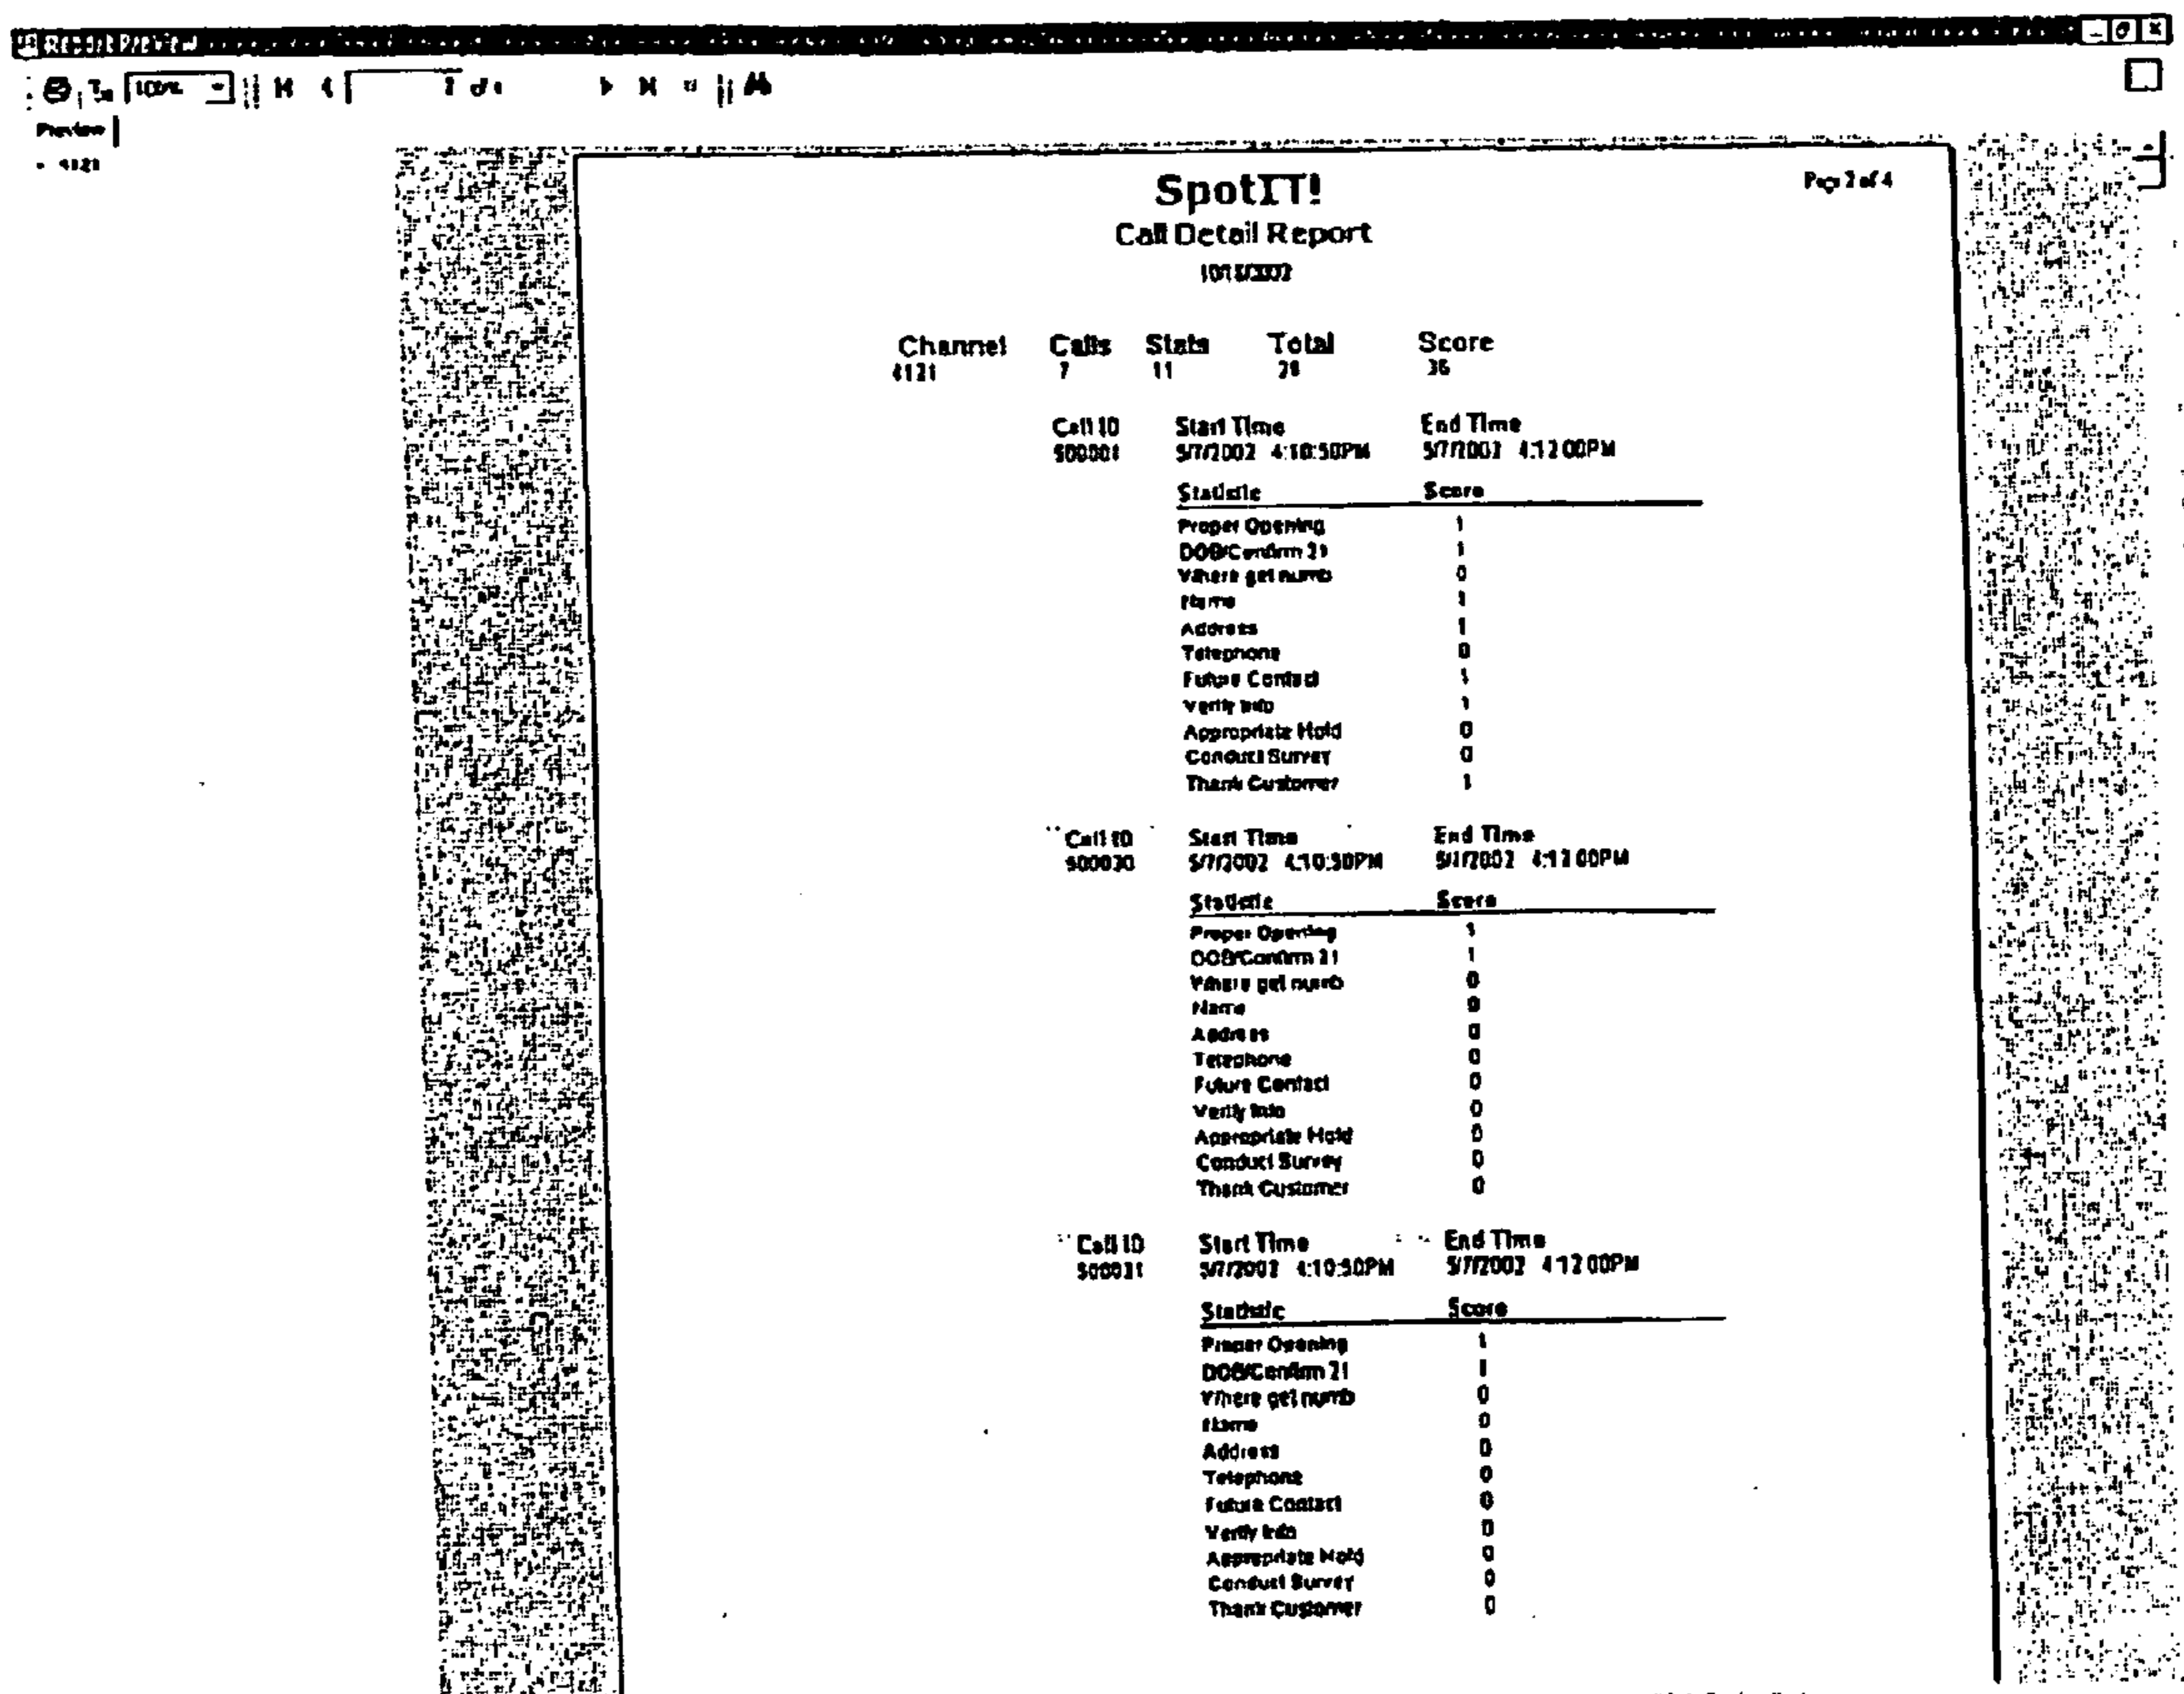 Report Preview
100%
Preview
4121
SpotIT!
Page 2 of 4
Call Detail Report
Channel Calls Stats Total Score
4121 7 11 28 36
Call ID Start Time End Time
500001 5/7/2002 4:10:50PM 5/7/2002 4:12:00PM
Statistic Score
Proper Opening 1
DOB/Confirm 21 1
Where get numb 0
Name 1
Address 1
Telephone 0
Future Contact 1
Verify Info 1
Appropriate Hold 0
Conduct Survey 0
Thank Customer 1
Call ID Start Time End Time
5/7/2002 4:10:50PM 5/7/2002 4:12:00PM
Statistic Score
Proper Opening 1
DOB/Confirm 21 1
Where get numb 0
Name 0
Address 0
Telephone 0
Future Contact 0
Verify Info 0
Appropriate Hold 0
Conduct Survey 0
Thank Customer 0
Call ID Start Time End Time
5/7/2002 4:10:50PM 5/7/2002 4:12:00PM
Statistic Score
Proper Opening 1
DOB/Confirm 21 1
Where get numb 0
Name 0
Address 0
Telephone 0
Future Contact 0
Verify Info 0
Appropriate Hold 0
Conduct Survey 0
Thank Customer 0